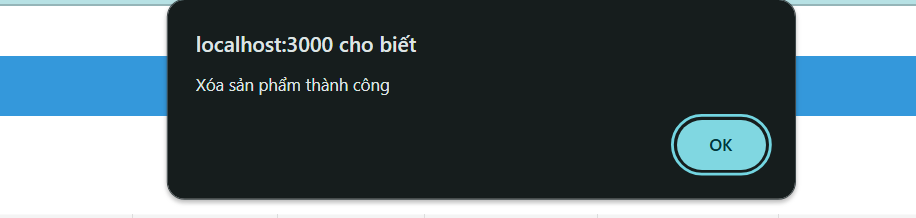 localhost:3000 cho biết
Xóa sản phẩm thành công
OK